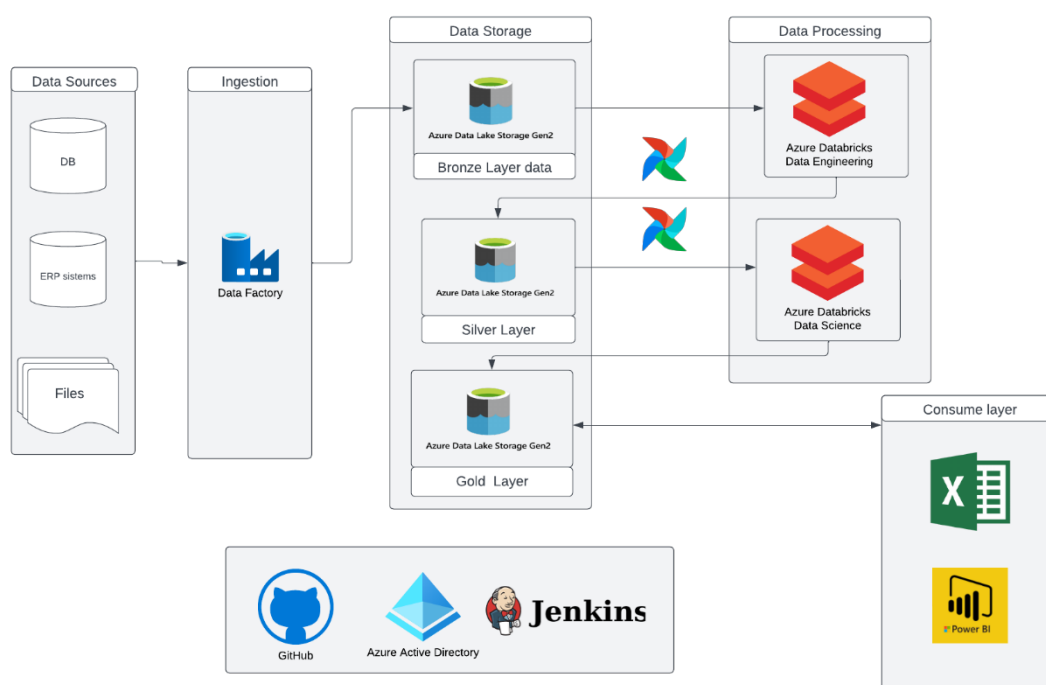 Data Sources
DB
ERP sistems
Files
Ingestion
Data Factory
Data Storage
Azure Data Lake Storage Gen2
Bronze Layer data
Azure Data Lake Storage Gen2
Silver Layer
Azure Data Lake Storage Gen2
Gold Layer
Data Processing
Azure Databricks
Data Engineering
Azure Databricks
Data Science
Consume layer
X
Power BI
GitHub
Azure Active Directory
Jenkins